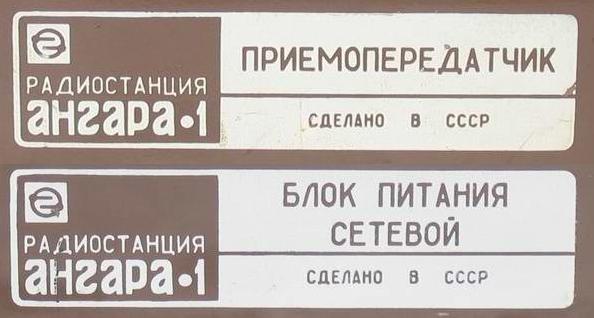 РАДИОСТАНЦИЯ
ангара•1
ПРИЕМОПЕРЕДАТЧИК
СДЕЛАНО В СССР
РАДИОСТАНЦИЯ
ангара•1
БЛОК ПИТАНИЯ
СЕТЕВОЙ
СДЕЛАНО В СССР